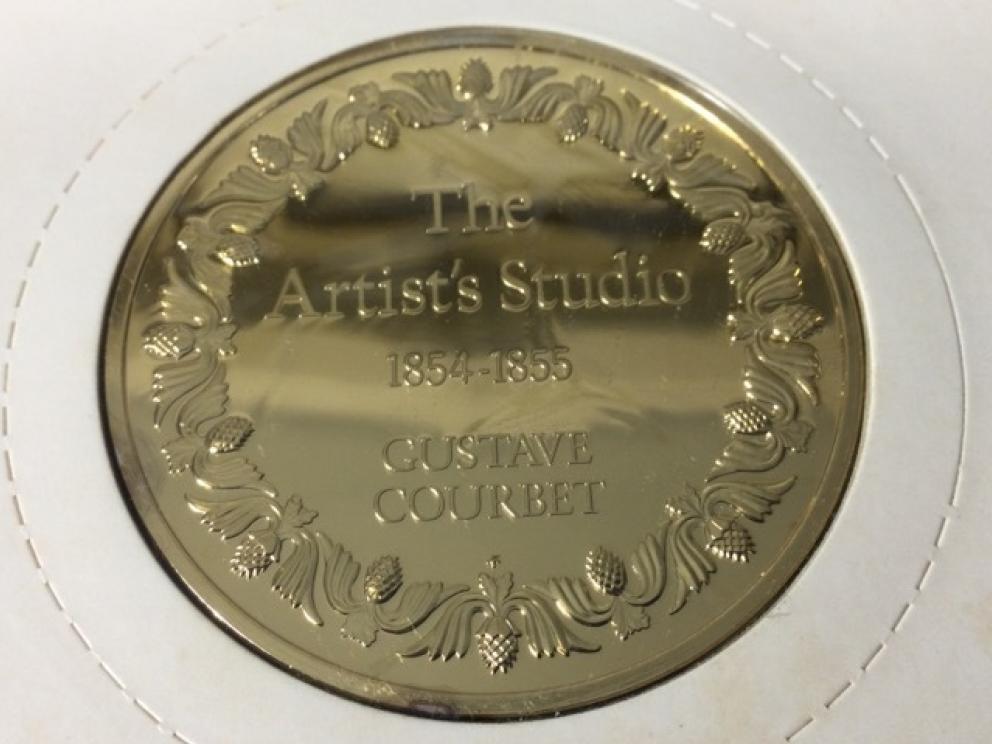 The
Artist's Studio
1854-1855
GUSTAVE
COURBET